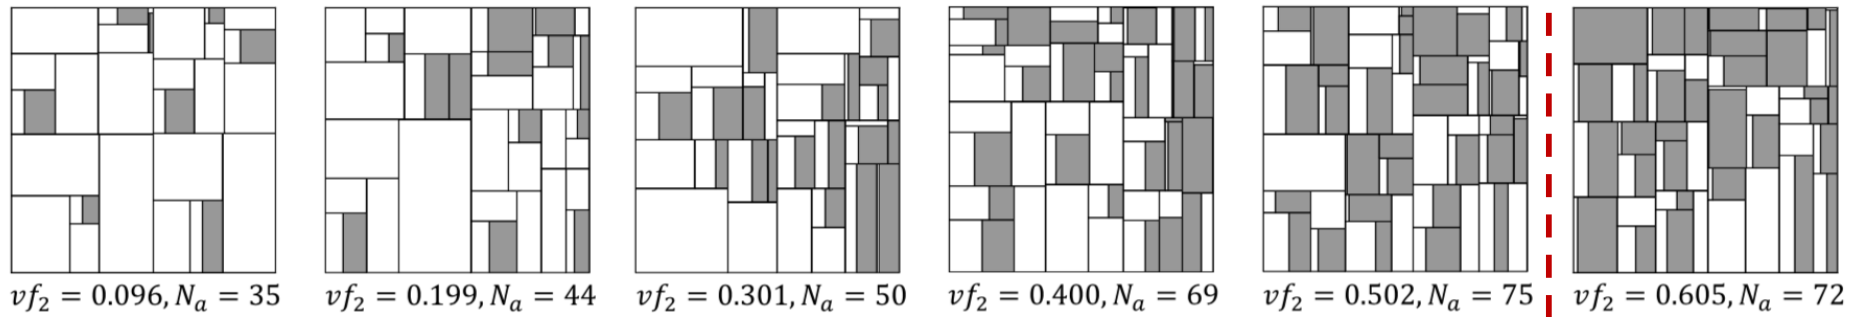 vf₂ = 0.096, Nₐ = 35
vf₂ = 0.199, Nₐ = 44
vf₂ = 0.301, Nₐ = 50
vf₂ = 0.400, Nₐ = 69
vf₂ = 0.502, Nₐ = 75
vf₂ = 0.605, Nₐ = 72